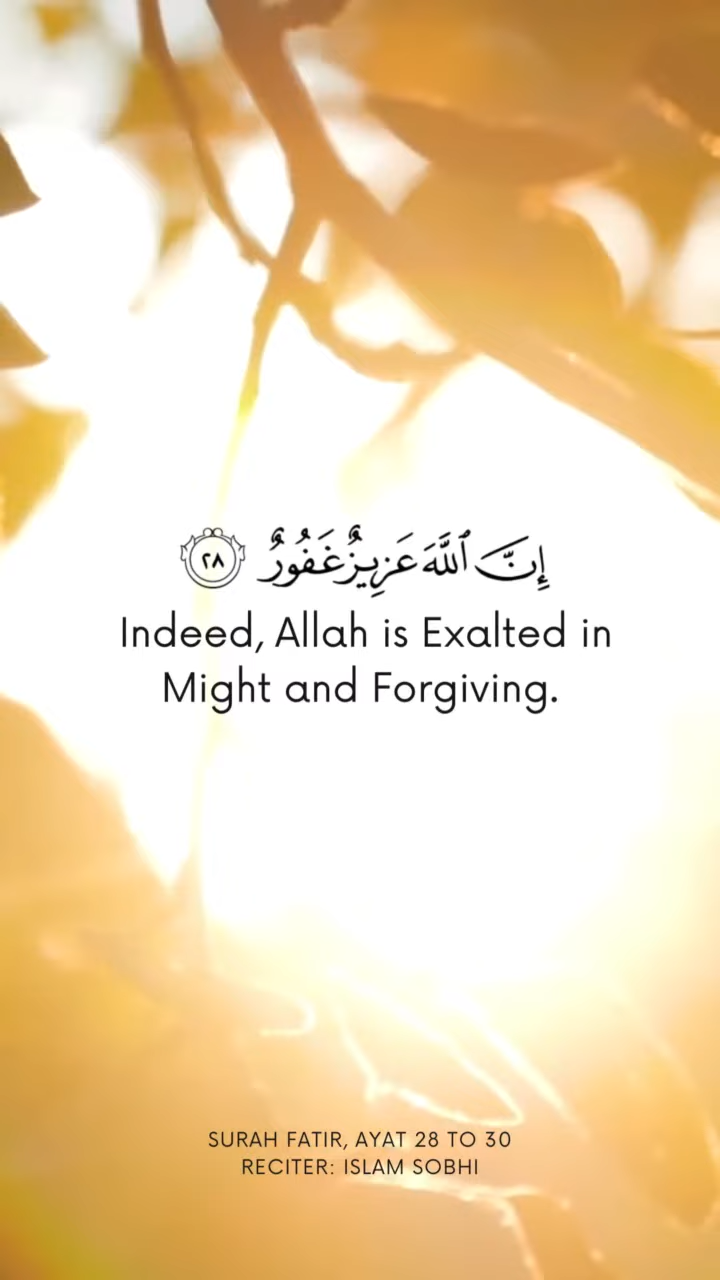 إِنَّ ٱللَّهَ عَزِيزٌ غَفُورٌ ٢٨
Indeed, Allah is Exalted in
Might and Forgiving.
SURAH FATIR, AYAT 28 TO 30
RECITER: ISLAM SOBHI